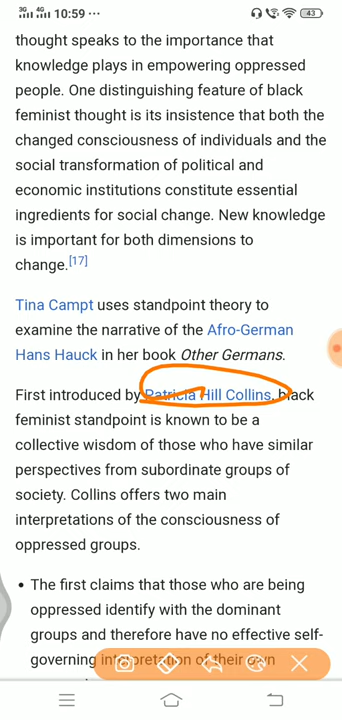 3G 4G 10:59 ··· 43
thought speaks to the importance that
knowledge plays in empowering oppressed
people. One distinguishing feature of black
feminist thought is its insistence that both the
changed consciousness of individuals and the
social transformation of political and
economic institutions constitute essential
ingredients for social change. New knowledge
is important for both dimensions to
change.[17]
Tina Campt uses standpoint theory to
examine the narrative of the Afro-German
Hans Hauck in her book Other Germans.
First introduced by Patricia Hill Collins, black
feminist standpoint is known to be a
collective wisdom of those who have similar
perspectives from subordinate groups of
society. Collins offers two main
interpretations of the consciousness of
oppressed groups.
• The first claims that those who are being
oppressed identify with the dominant
groups and therefore have no effective self-
governing interpretation of their own